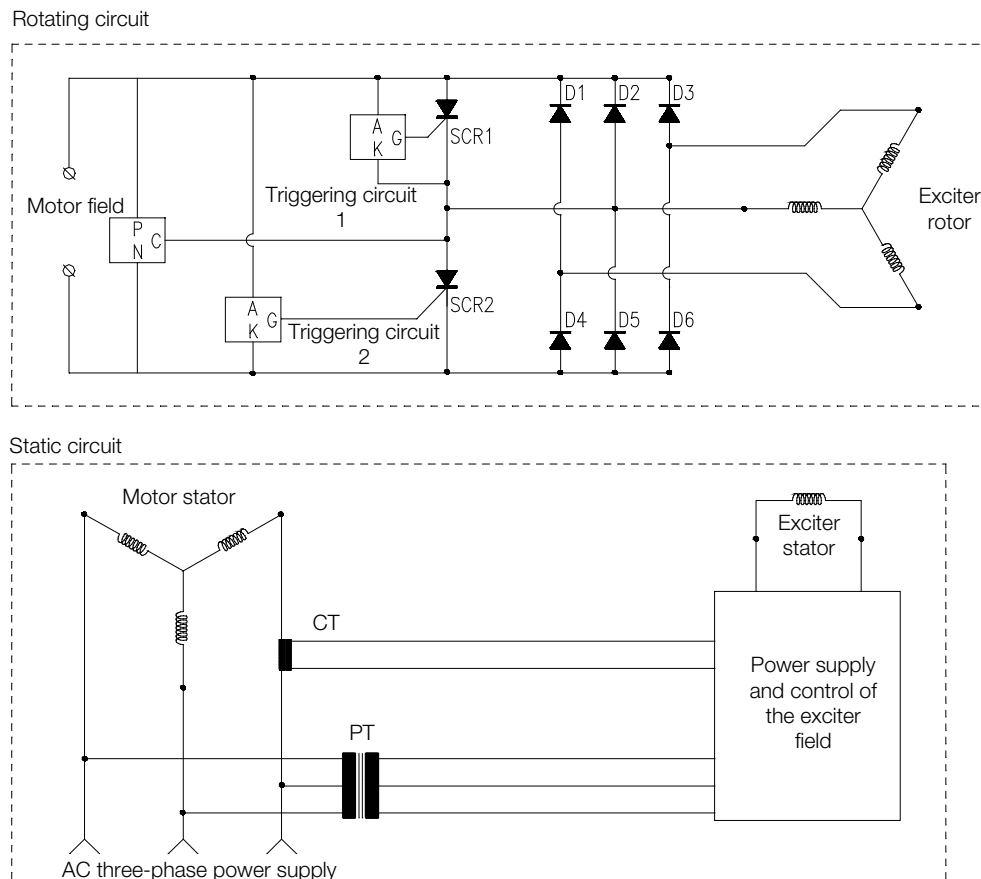 Rotating circuit
D1
D2
D3
A
G
K
SCR1
Triggering circuit
1
Motor field
P
C
N
Exciter
rotor
A
G
K
SCR2
Triggering circuit
2
D4
D5
D6
Static circuit
Motor stator
Exciter
stator
CT
Power supply
and control of
the exciter
field
PT
AC three-phase power supply